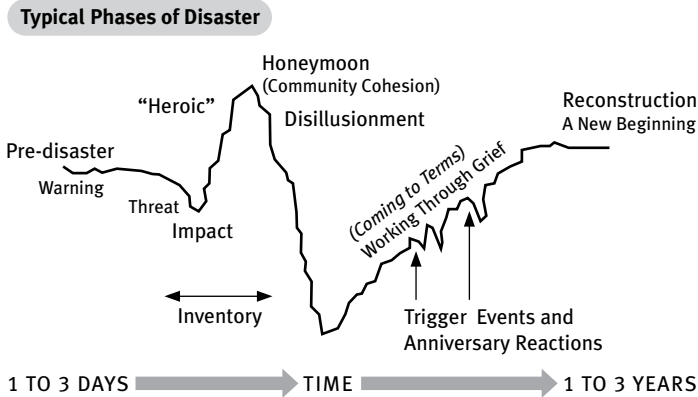 Typical Phases of Disaster
Honeymoon
(Community Cohesion)
“Heroic”
Disillusionment
Reconstruction
A New Beginning
Pre-disaster
Warning
Threat
Impact
(Coming to Terms)
Working Through Grief
Inventory
Trigger Events and
Anniversary Reactions
1 TO 3 DAYS TIME 1 TO 3 YEARS